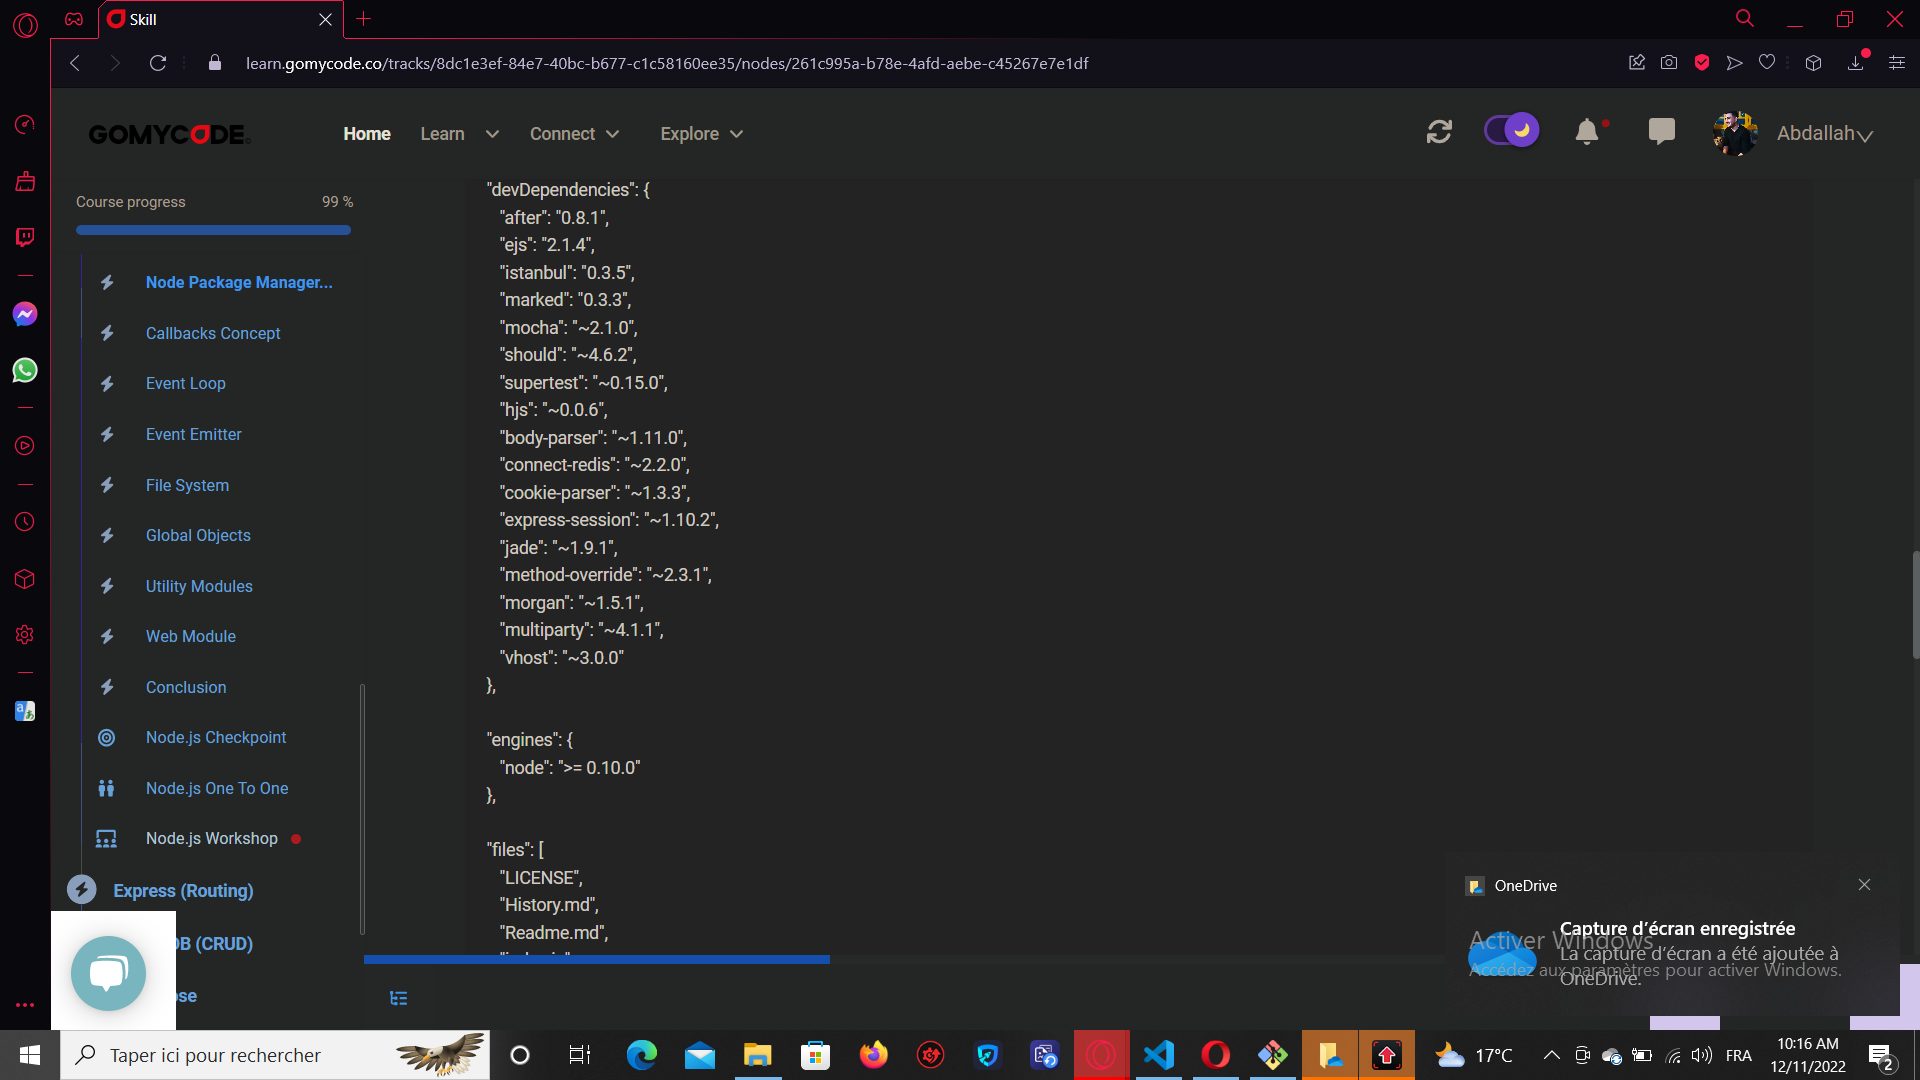 Skill
learn.gomycode.co/tracks/8dc1e3ef-84e7-40bc-b677-c1c58160ee35/nodes/261c995a-b78e-4afd-aebe-c45267e7e1df
GOMYCODE
Home
Learn
Connect
Explore
Abdallah
Course progress
99 %
Node Package Manager...
Callbacks Concept
Event Loop
Event Emitter
File System
Global Objects
Utility Modules
Web Module
Conclusion
Node.js Checkpoint
Node.js One To One
Node.js Workshop
Express (Routing)
DB (CRUD)
ose
"devDependencies": {
"after": "0.8.1",
"ejs": "2.1.4",
"istanbul": "0.3.5",
"marked": "0.3.3",
"mocha": "~2.1.0",
"should": "~4.6.2",
"supertest": "~0.15.0",
"hjs": "~0.0.6",
"body-parser": "~1.11.0",
"connect-redis": "~2.2.0",
"cookie-parser": "~1.3.3",
"express-session": "~1.10.2",
"jade": "~1.9.1",
"method-override": "~2.3.1",
"morgan": "~1.5.1",
"multiparty": "~4.1.1",
"vhost": "~3.0.0"
},
"engines": {
"node": ">= 0.10.0"
},
"files": [
"LICENSE",
"History.md",
"Readme.md",
OneDrive
Capture d'écran enregistrée
La capture d'écran a été ajoutée à
OneDrive.
Activer Windows
Accédez aux paramètres pour activer Windows.
Taper ici pour rechercher
17°C
FRA
10:16 AM
12/11/2022
2